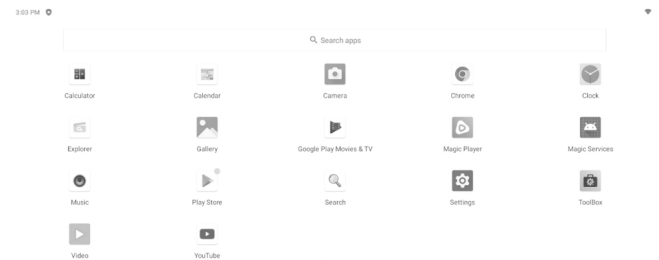 3:03 PM
Search apps
Calculator
Calendar
Camera
Chrome
Clock
Explorer
Gallery
Google Play Movies & TV
Magic Player
Magic Services
Music
Play Store
Search
Settings
ToolBox
Video
YouTube